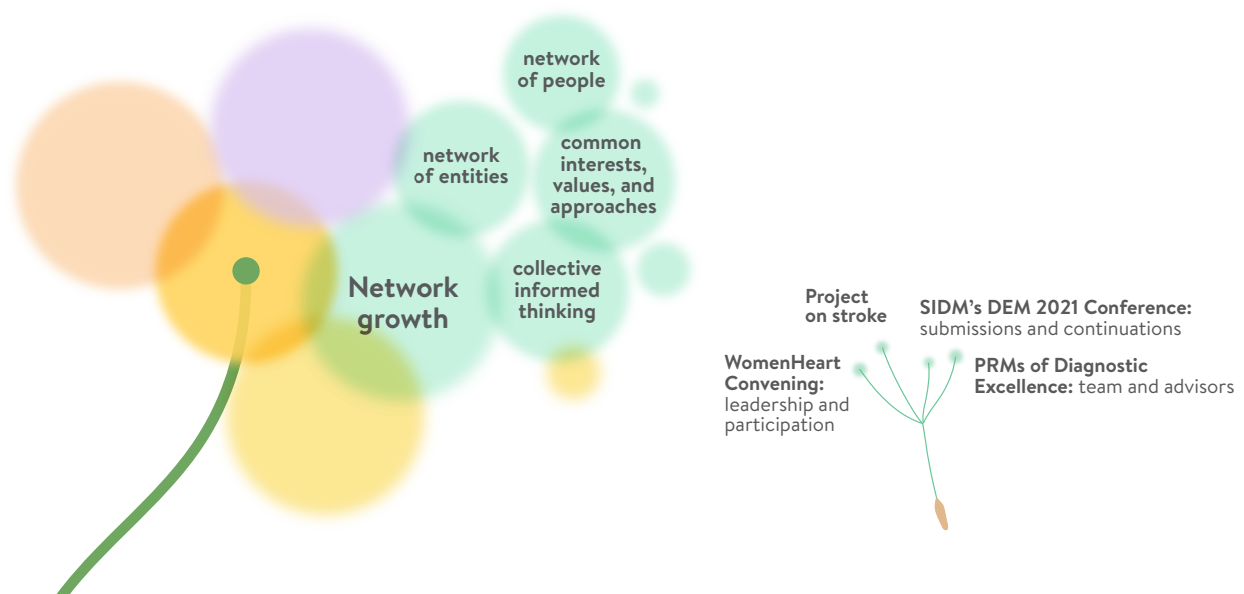 network
of people
network
of entities
common
interests,
values, and
approaches
Network
growth
collective
informed
thinking
Project
on stroke
SIDM's DEM 2021 Conference:
submissions and continuations
WomenHeart
Convening:
leadership and
participation
PRMs of Diagnostic
Excellence: team and advisors